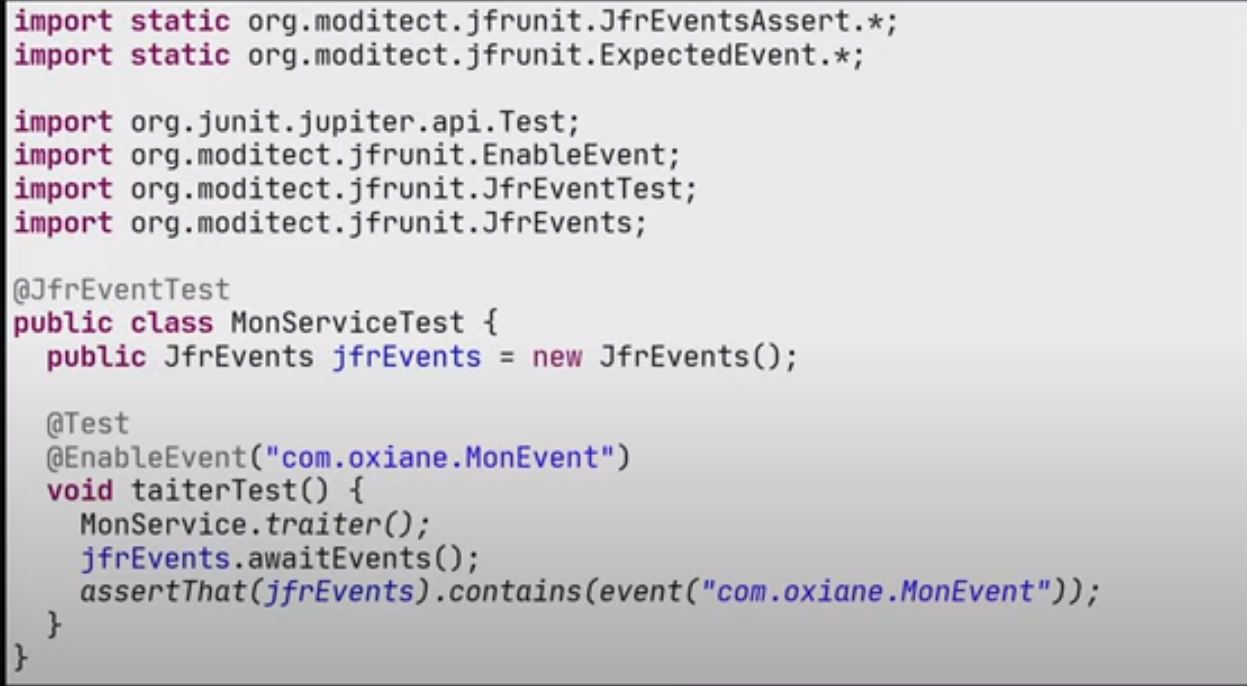 import static org.moditect.jfrunit.JfrEventsAssert.*;
import static org.moditect.jfrunit.ExpectedEvent.*;
import org.junit.jupiter.api.Test;
import org.moditect.jfrunit.EnableEvent;
import org.moditect.jfrunit.JfrEventTest;
import org.moditect.jfrunit.JfrEvents;
@JfrEventTest
public class MonServiceTest {
public JfrEvents jfrEvents = new JfrEvents();
@Test
@EnableEvent("com.oxiane.MonEvent")
void taiterTest() {
MonService.traiter();
jfrEvents.awaitEvents();
assertThat(jfrEvents).contains(event("com.oxiane.MonEvent"));
}
}